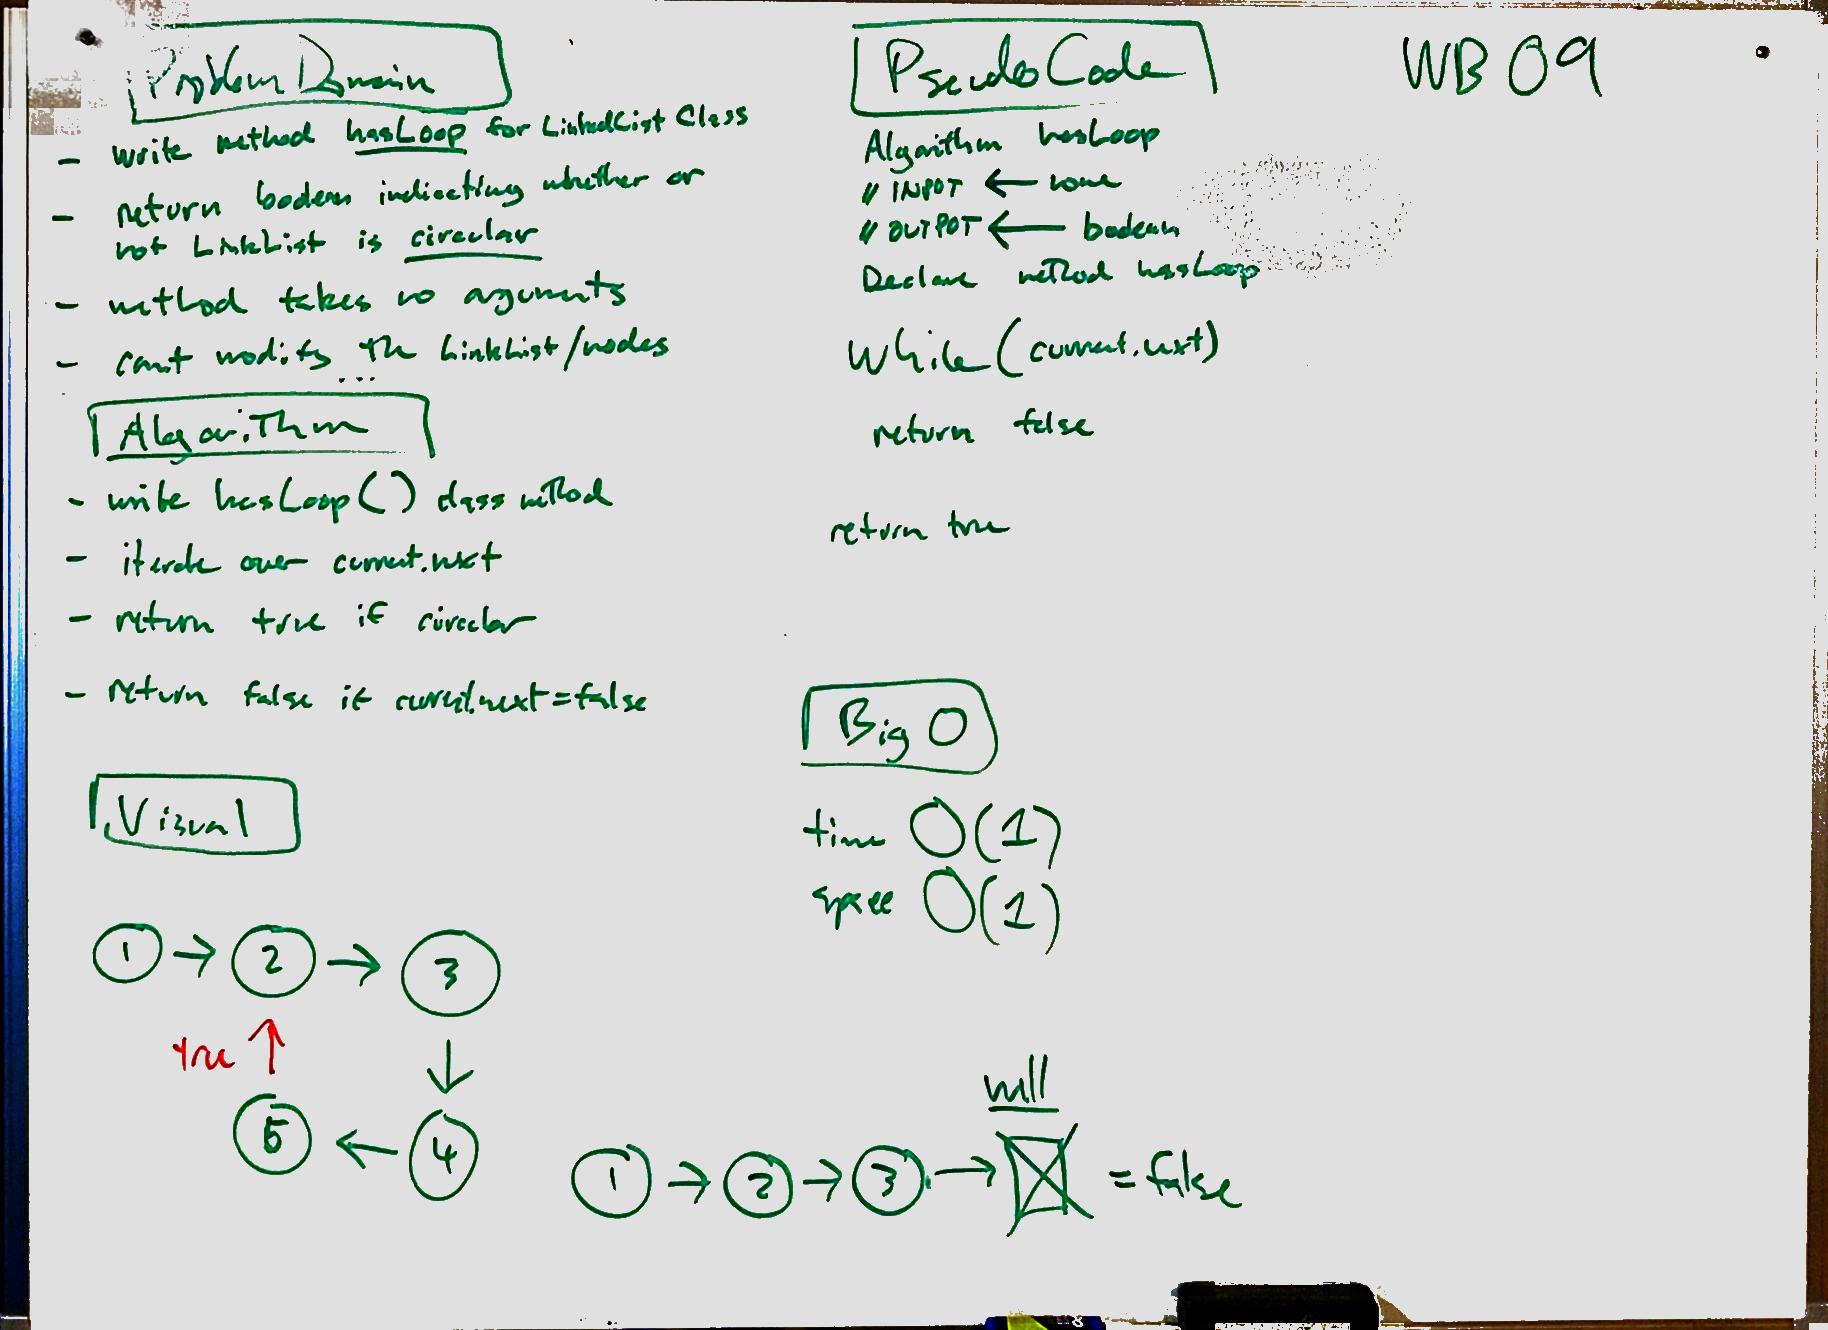 Problem Domain
- write method hasLoop for LinkedList Class
- return boolean indicating whether or
not LinkList is circular
- method takes no arguments
- can't modify the LinkList/nodes
...
Algorithm
- write hasLoop() class method
- iterate over current.next
- return true if circular
- return false if current.next = false
Visual
1 → 2 → 3
true ↑ ↓
5 ← 4
null
1 → 2 → 3 → = false
Pseudo Code
Algorithm hasLoop
// INPUT ← none
// OUTPUT ← boolean
Declare method hasLoop
While (current.next)
return false
return true
Big O
time O(1)
space O(1)
WB 09
8